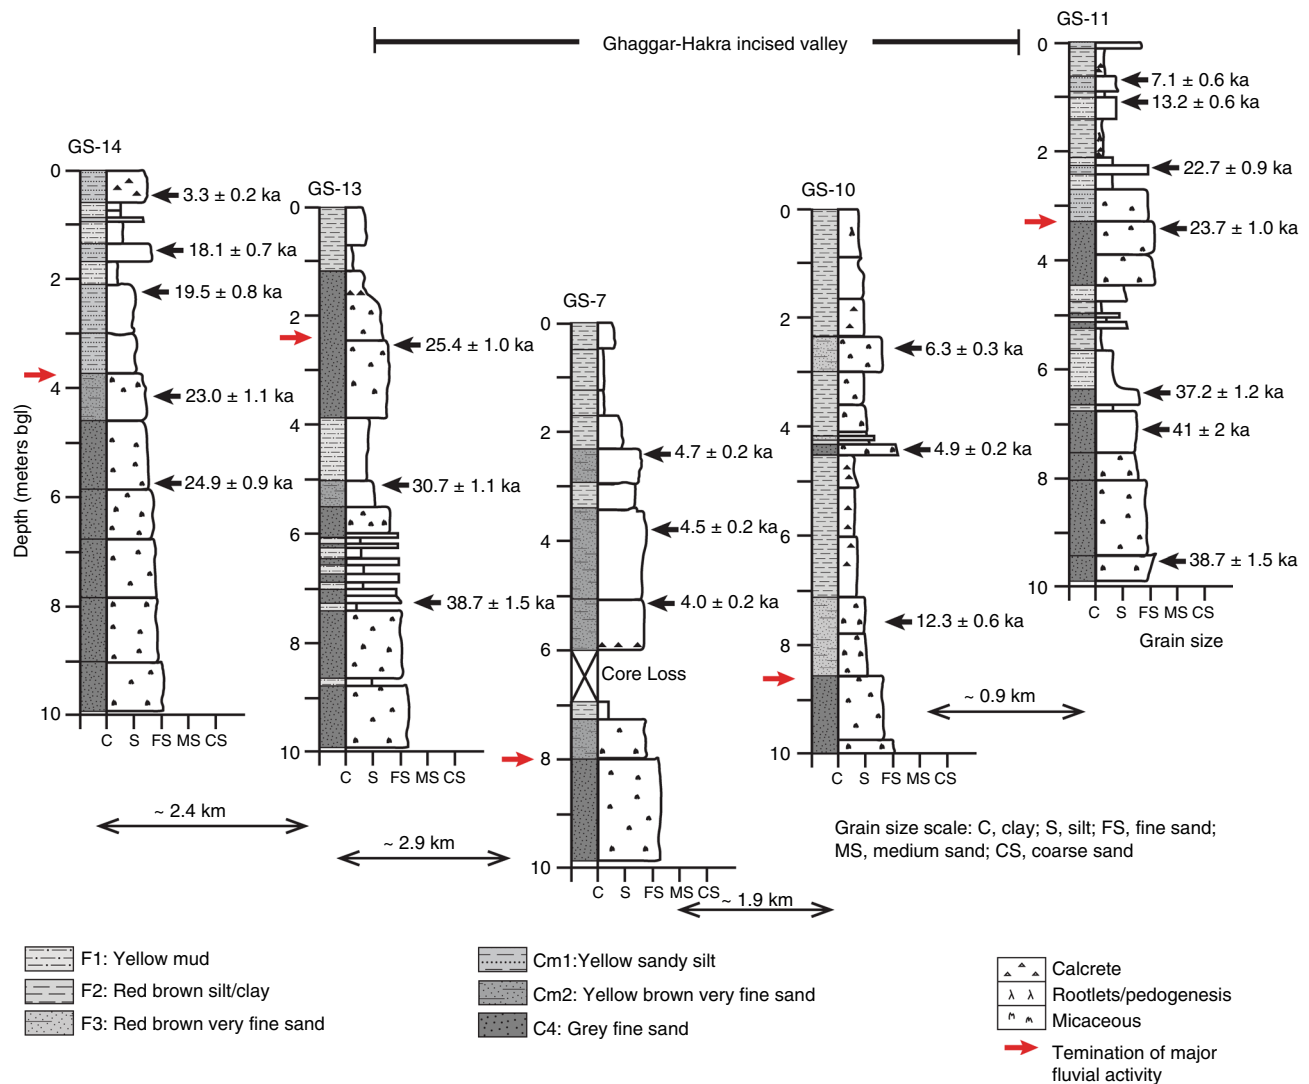 GS-11
Ghaggar-Hakra incised valley
0
7.1 ± 0.6 ka
13.2 ± 0.6 ka
2
22.7 ± 0.9 ka
23.7 ± 1.0 ka
4
6
37.2 ± 1.2 ka
41 ± 2 ka
8
38.7 ± 1.5 ka
10
C S FS MS CS
Grain size
GS-14
0
3.3 ± 0.2 ka
18.1 ± 0.7 ka
2
19.5 ± 0.8 ka
4
23.0 ± 1.1 ka
24.9 ± 0.9 ka
6
8
10
C S FS MS CS
Depth (meters bgl)
GS-13
0
2
25.4 ± 1.0 ka
4
30.7 ± 1.1 ka
6
38.7 ± 1.5 ka
8
10
C S FS MS CS
GS-7
0
2
4.7 ± 0.2 ka
4.5 ± 0.2 ka
4
4.0 ± 0.2 ka
6
Core Loss
8
10
C S FS MS CS
GS-10
0
2
6.3 ± 0.3 ka
4
4.9 ± 0.2 ka
6
12.3 ± 0.6 ka
8
10
C S FS MS CS
~ 2.4 km
~ 2.9 km
~ 1.9 km
~ 0.9 km
Grain size scale: C, clay; S, silt; FS, fine sand;
MS, medium sand; CS, coarse sand
F1: Yellow mud
F2: Red brown silt/clay
F3: Red brown very fine sand
Cm1:Yellow sandy silt
Cm2: Yellow brown very fine sand
C4: Grey fine sand
Calcrete
Rootlets/pedogenesis
Micaceous
Temination of major
fluvial activity